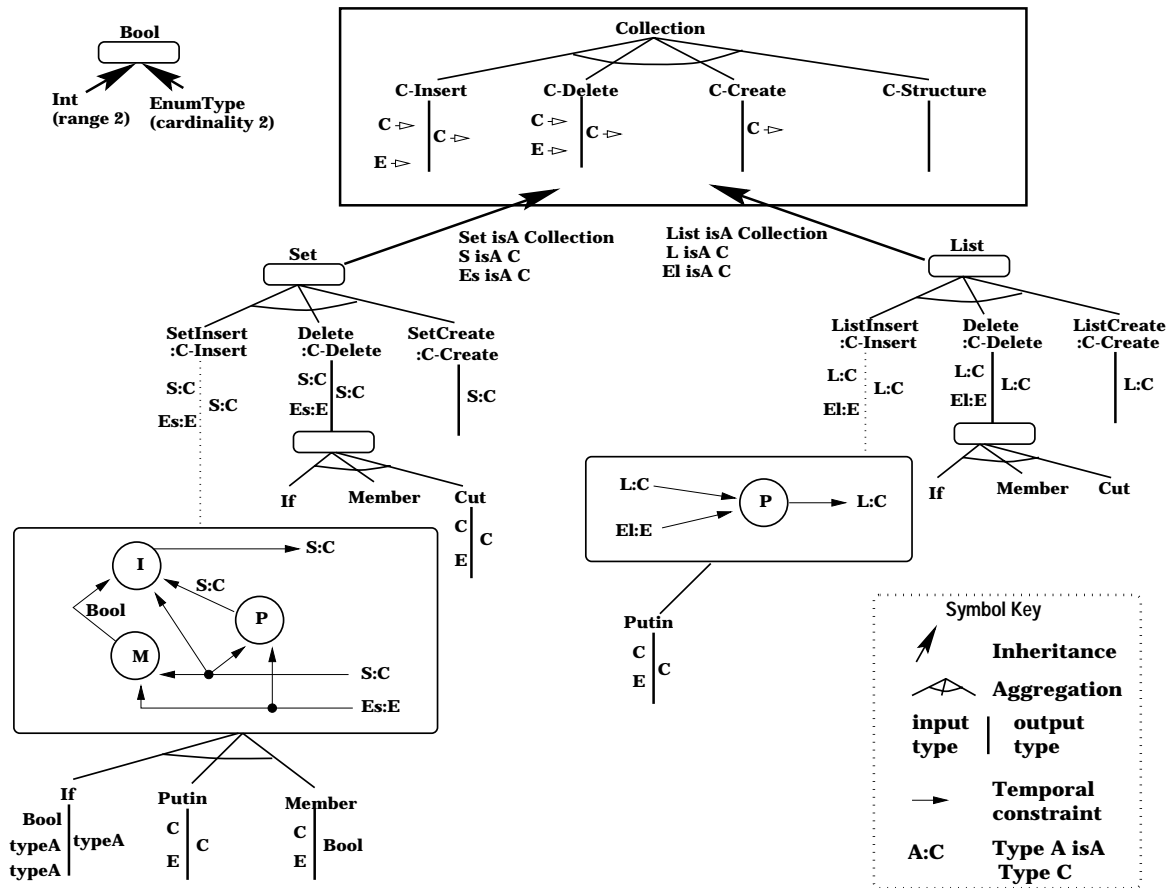 Bool
Int
(range 2)
EnumType
(cardinality 2)
Collection
C-Insert
C
E
C
C-Delete
C
E
C
C-Create
C
C-Structure
Set isA Collection
S isA C
Es isA C
List isA Collection
L isA C
El isA C
Set
SetInsert
:C-Insert
S:C
Es:E
S:C
Delete
:C-Delete
S:C
Es:E
S:C
SetCreate
:C-Create
S:C
If
Member
Cut
C
E
C
List
ListInsert
:C-Insert
L:C
El:E
L:C
Delete
:C-Delete
L:C
El:E
L:C
ListCreate
:C-Create
L:C
If
Member
Cut
L:C
El:E
P
L:C
Putin
C
E
C
I
S:C
S:C
Bool
P
M
S:C
Es:E
If
Bool
typeA
typeA
typeA
Putin
C
E
C
Member
C
E
Bool
Symbol Key
Inheritance
Aggregation
input
type
output
type
Temporal
constraint
A:C
Type A isA
Type C